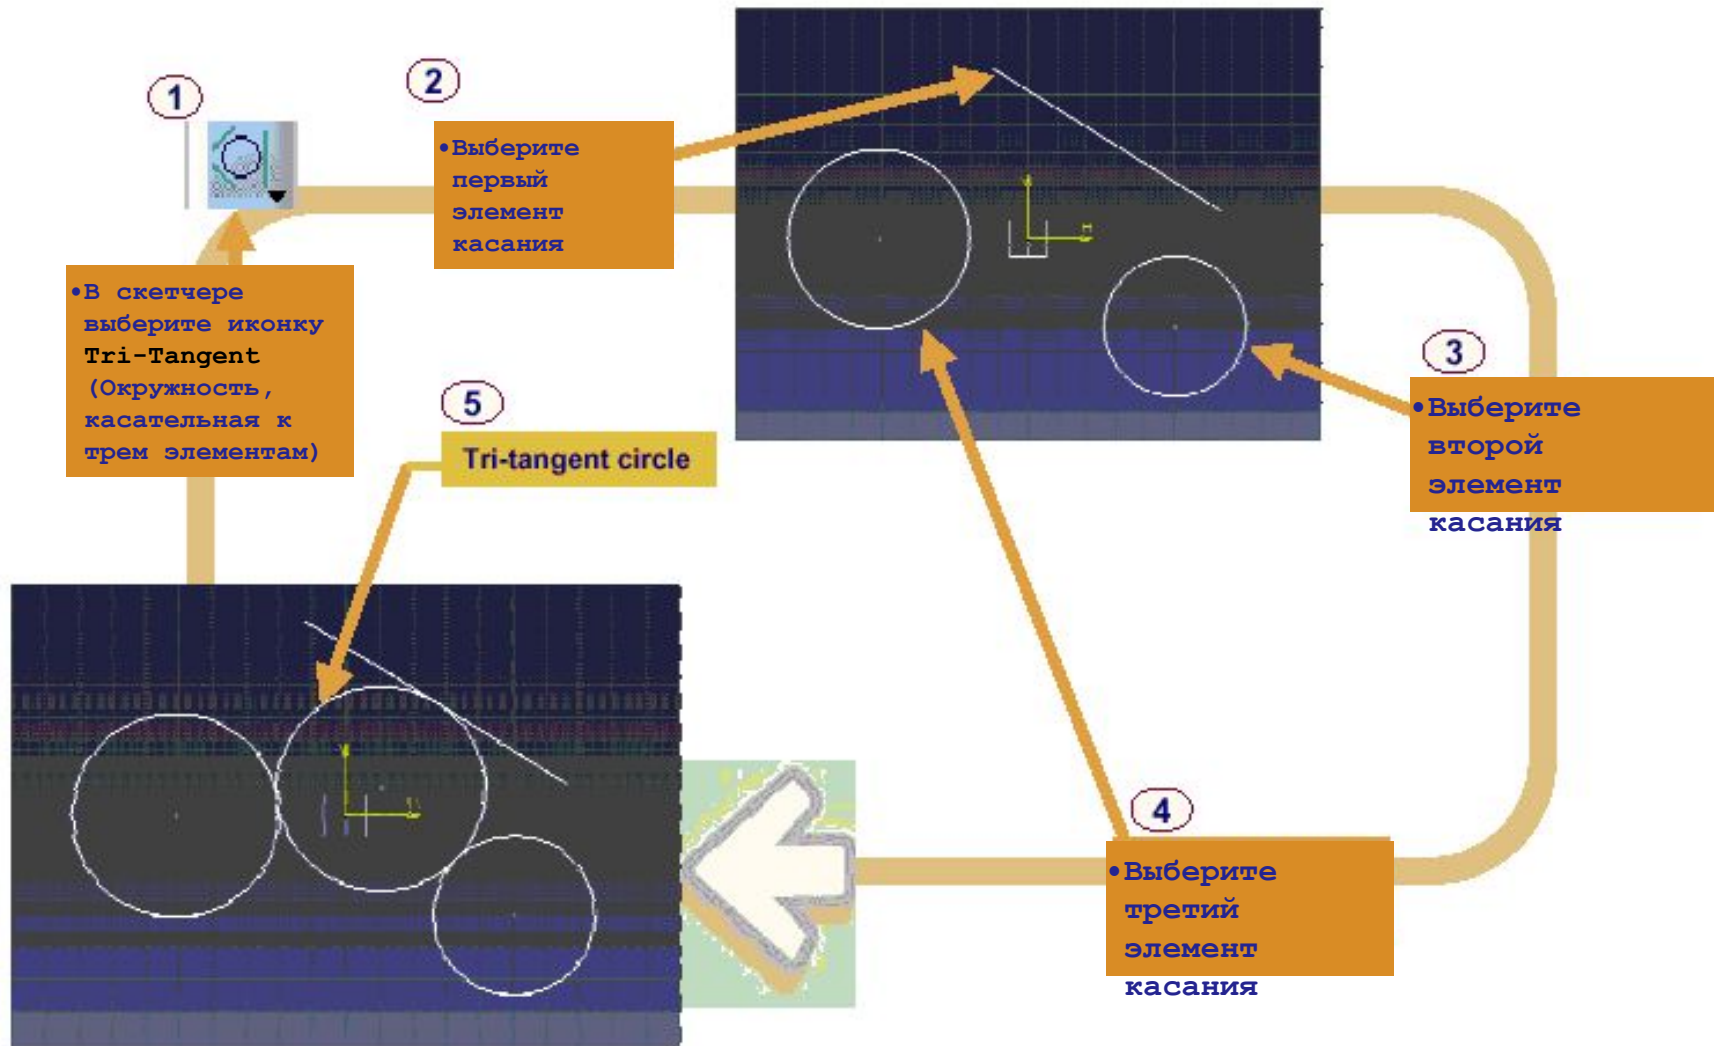 1
•В скетчере
выберите иконку
Tri-Tangent
(Окружность,
касательная к
трем элементам)
2
•Выберите
первый
элемент
касания
3
•Выберите
второй
элемент
касания
4
•Выберите
третий
элемент
касания
5
Tri-tangent circle